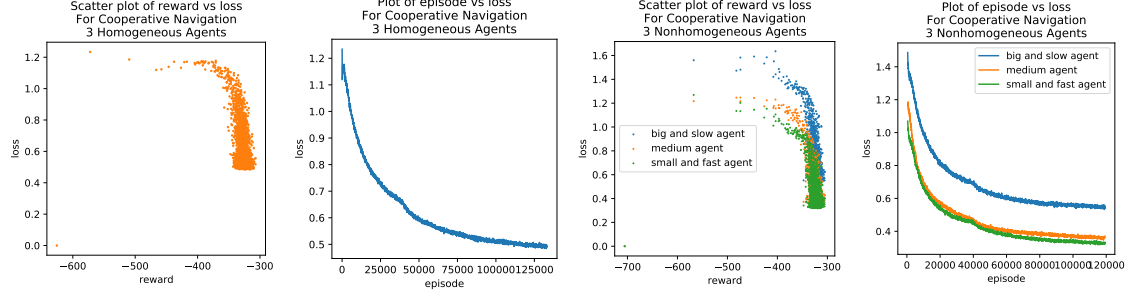 Scatter plot of reward vs loss
For Cooperative Navigation
3 Homogeneous Agents
1.2
1.0
0.8
0.6
0.4
0.2
0.0
loss
−600
−500
−400
−300
reward
Plot of episode vs loss
For Cooperative Navigation
3 Homogeneous Agents
1.2
1.1
1.0
0.9
0.8
0.7
0.6
0.5
loss
0
25000
50000
75000
100000
125000
episode
Scatter plot of reward vs loss
For Cooperative Navigation
3 Nonhomogeneous Agents
1.6
1.4
1.2
1.0
0.8
0.6
0.4
0.2
0.0
loss
big and slow agent
medium agent
small and fast agent
−700
−600
−500
−400
−300
reward
Plot of episode vs loss
For Cooperative Navigation
3 Nonhomogeneous Agents
big and slow agent
medium agent
small and fast agent
1.4
1.2
1.0
0.8
0.6
0.4
loss
0
20000
40000
60000
80000
100000
120000
episode